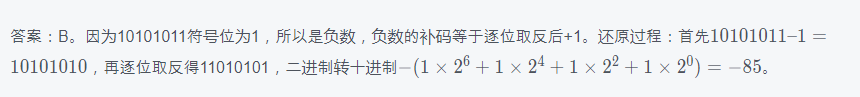 答案：B。因为10101011符号位为1，所以是负数，负数的补码等于逐位取反后+1。还原过程：首先10101011–1 =
10101010，再逐位取反得11010101，二进制转十进制−(1 × 2⁶ + 1 × 2⁴ + 1 × 2² + 1 × 2⁰) = −85。